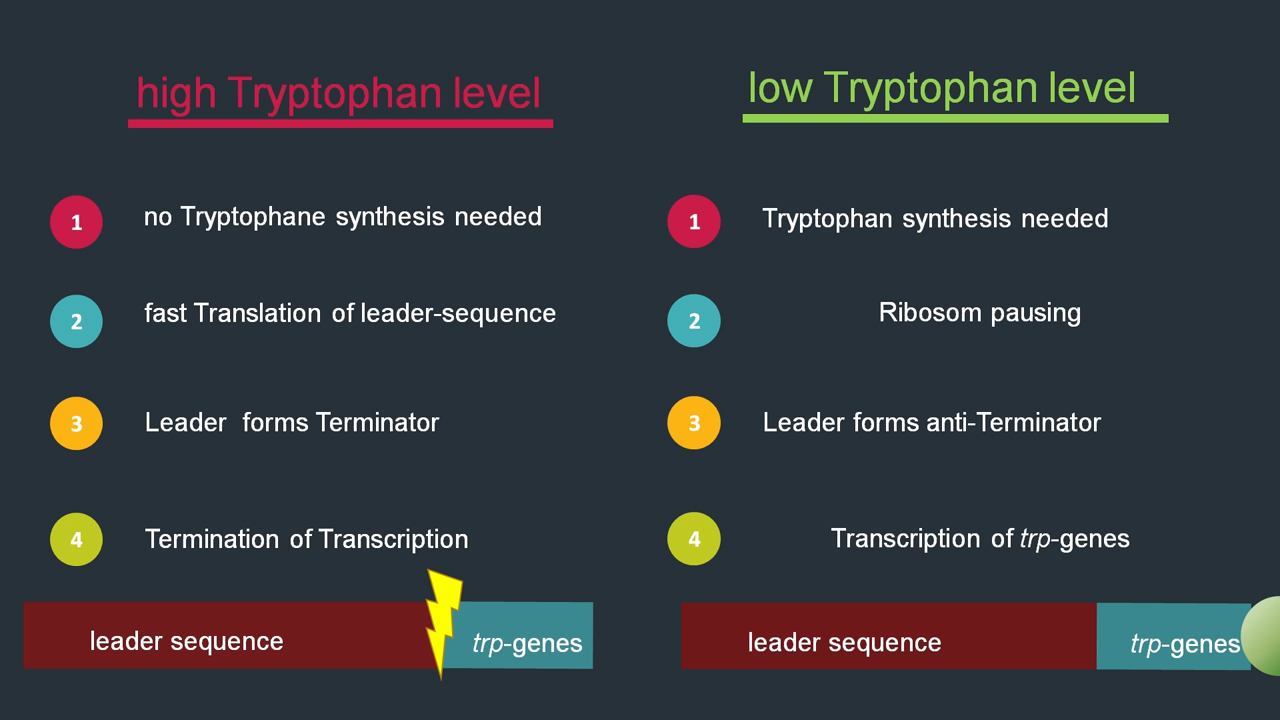 high Tryptophan level
1 no Tryptophane synthesis needed
2 fast Translation of leader-sequence
3 Leader forms Terminator
4 Termination of Transcription
leader sequence trp-genes
low Tryptophan level
1 Tryptophan synthesis needed
2 Ribosom pausing
3 Leader forms anti-Terminator
4 Transcription of trp-genes
leader sequence trp-genes